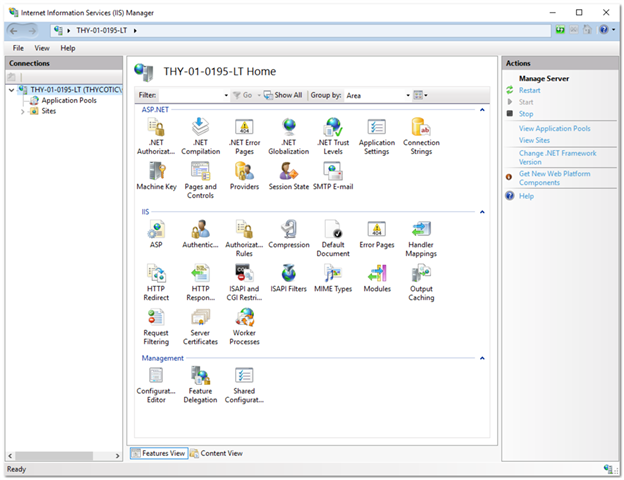 Internet Information Services (IIS) Manager
THY-01-0195-LT
File View Help
Connections
THY-01-0195-LT (THYCOTIC\
Application Pools
Sites
THY-01-0195-LT Home
Filter: Go Show All Group by: Area
ASP.NET
.NET Authorizat...
.NET Compilation
.NET Error Pages
.NET Globalization
.NET Trust Levels
Application Settings
Connection Strings
Machine Key
Pages and Controls
Providers
Session State
SMTP E-mail
IIS
ASP
Authentic...
Authorizat... Rules
Compression
Default Document
Error Pages
Handler Mappings
HTTP Redirect
HTTP Respon...
ISAPI and CGI Restri...
ISAPI Filters
MIME Types
Modules
Output Caching
Request Filtering
Server Certificates
Worker Processes
Management
Configurat... Editor
Feature Delegation
Shared Configurat...
Features View Content View
Actions
Manage Server
Restart
Start
Stop
View Application Pools
View Sites
Change .NET Framework
Version
Get New Web Platform
Components
Help
Ready